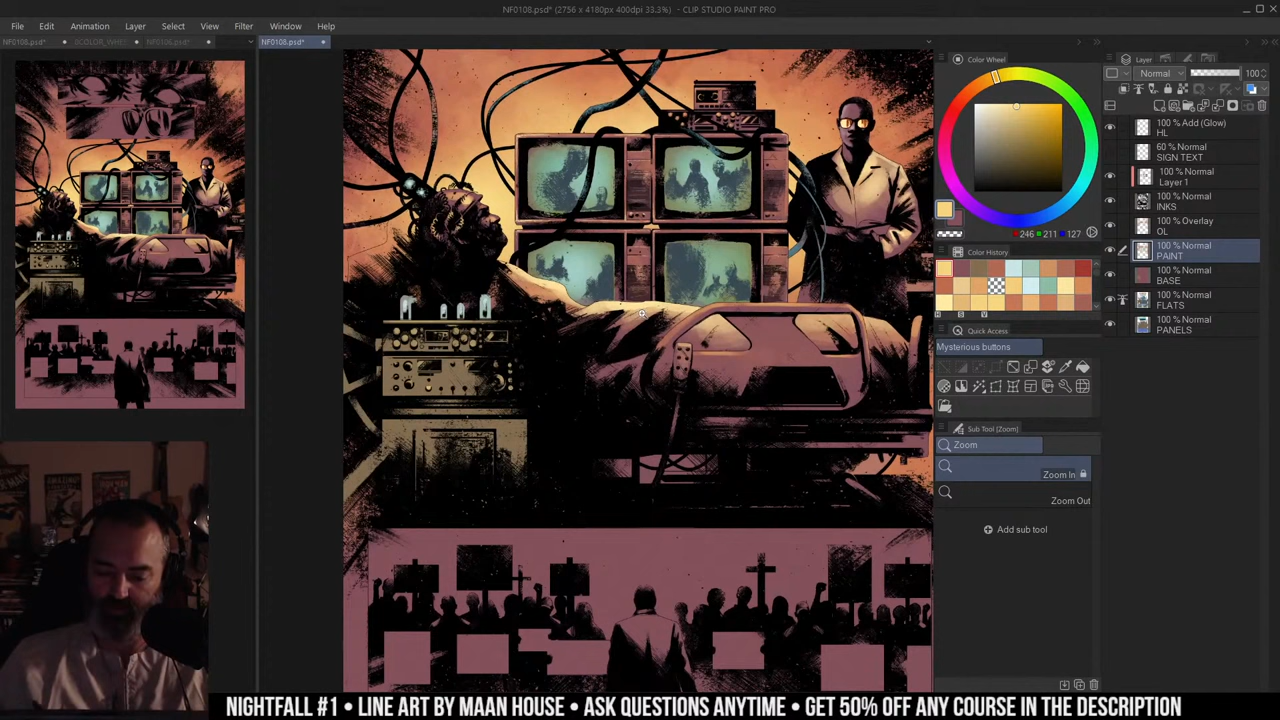 NF0108.psd* (2756 x 4180px 400dpi 33.3%) - CLIP STUDIO PAINT PRO
File Edit Animation Layer Select View Filter Window Help
NF0108.psd* NF0106.psd* NF0108.psd*
Color Wheel
246 211 127
Color History
Quick Access
Mysterious buttons
Sub Tool (Zoom)
Zoom
Zoom In
Zoom Out
Add sub tool
Layer
Normal 100
100 % Add (Glow)
HL
60 % Normal
SIGN TEXT
100 % Normal
Layer 1
100 % Normal
INKS
100 % Overlay
OL
100 % Normal
PAINT
100 % Normal
BASE
100 % Normal
FLATS
100 % Normal
PANELS
NIGHTFALL #1 • LINE ART BY MAAN HOUSE • ASK QUESTIONS ANYTIME • GET 50% OFF ANY COURSE IN THE DESCRIPTION